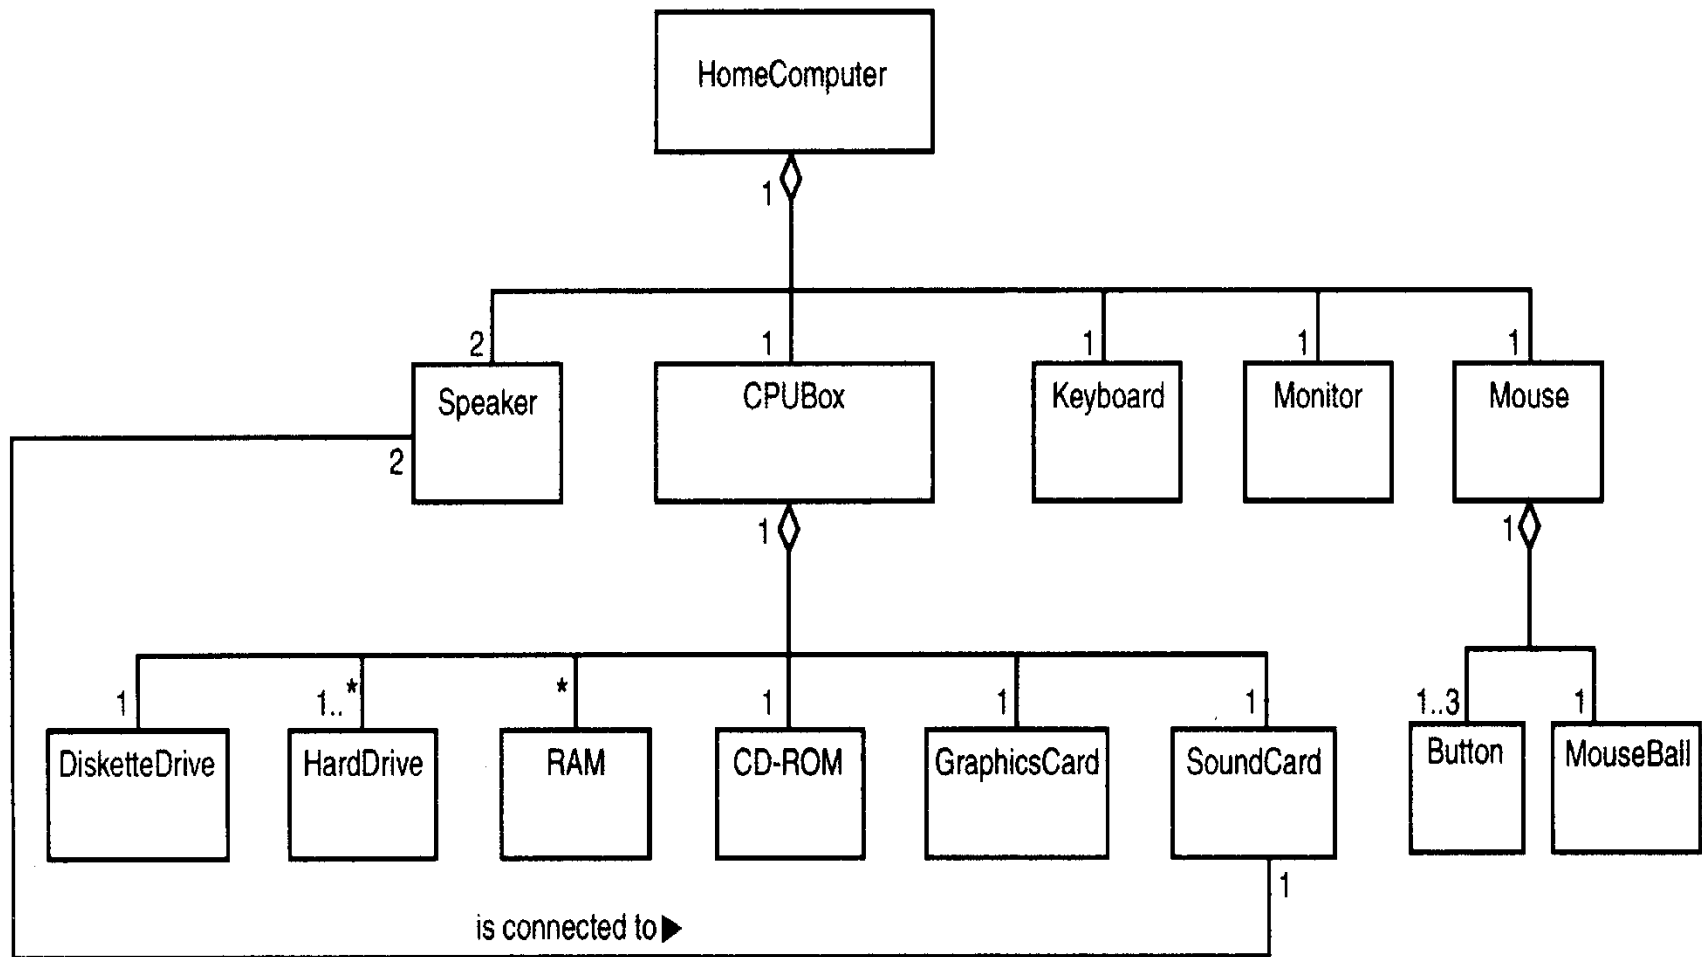 HomeComputer
1
2
1
1
1
1
Speaker
CPUBox
Keyboard
Monitor
Mouse
2
1
1
1
1..*
*
1
1
1
1..3
1
DisketteDrive
HardDrive
RAM
CD-ROM
GraphicsCard
SoundCard
Button
MouseBall
1
is connected to ▶